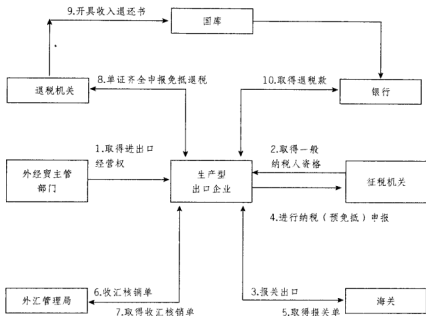 9.开具收入退还书
国库
8.单证齐全申报免抵退税
10.取得退税款
退税机关
银行
1.取得进出口
经营权
2.取得一般
纳税人资格
外经贸主管
部门
生产型
出口企业
征税机关
4.进行纳税（预免抵）申报
6.收汇核销单
3.报关出口
外汇管理局
海关
7.取得收汇核销单
5.取得报关单